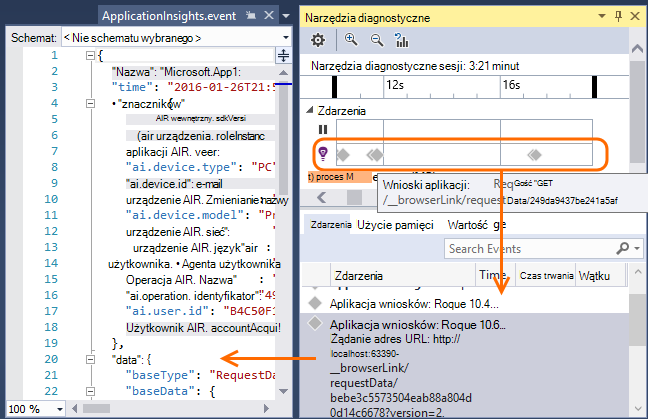 ApplicationInsights.event
Schemat: < Nie schematu wybranego >
1 {
2 "Nazwa": "Microsoft.App1:
3 "time": "2016-01-26T21:5
4 • "znaczników"
5 AIR wewnętrzny. sdkVersi
6 (air urządzenia. roleInstanc
7 aplikacji AIR. veer:
8 "ai.device.type": "PC"
9 "ai.device.id": e-mail
10 urządzenie AIR. Zmienianie: nazwy
11 "ai.device.model": "Pr
12 urządzenie AIR. sieć":
13 urządzenie AIR. język"air :
14 użytkownika. • Agenta użytkownika
15 Operacja AIR. Nazwa" :
16 "ai.operation. identyfikator": "49
17 "ai.user.id": "B4C50F1
18 Użytkownik AIR. accountAcqui!
19 },
20 "data": {
21 "baseType": "RequestDa
22 "baseData": {
100 %
Narzędzia diagnostyczne
Narzędzia diagnostyczne sesji: 3:21 minut
12s 16s
Zdarzenia
t) proces M
Wnioski aplikacji: Req Gość "GET
/__browserLink/request Data/249da9437be241a5af
Zdarzenia Użycie pamięci Wartość ge
Search Events
Zdarzenia Time Czas trwania Wątku
Aplikacja wniosków: Roque 10.4...
Aplikacja wniosków: Roque 10.6...
Żądanie adres URL: http://
localhost:63390-
__browserLink/
requestData/
bebe3c5573504eab88a804d
0d14c6678?version=2.